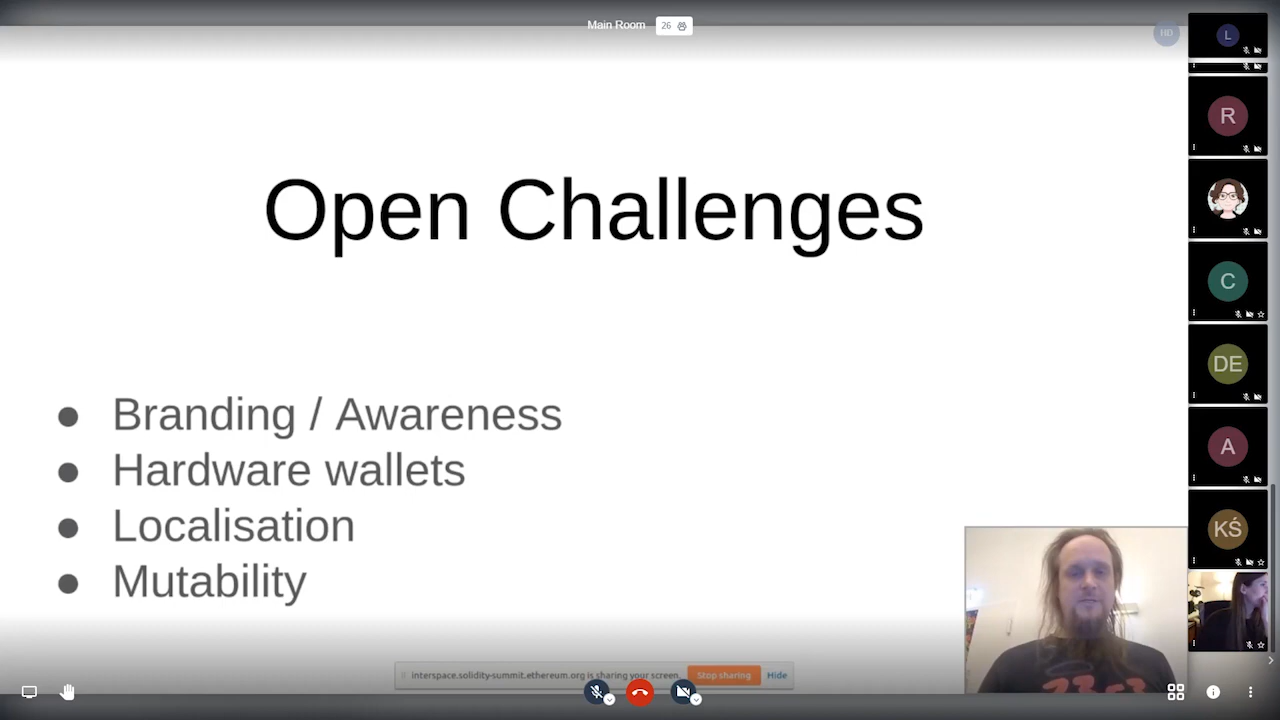 Main Room 26
HD
L
R
Open Challenges
C
DE
Branding / Awareness
A
Hardware wallets
Localisation
KŚ
Mutability
interspace.solidity-summit.ethereum.org is sharing your screen. Stop sharing Hide